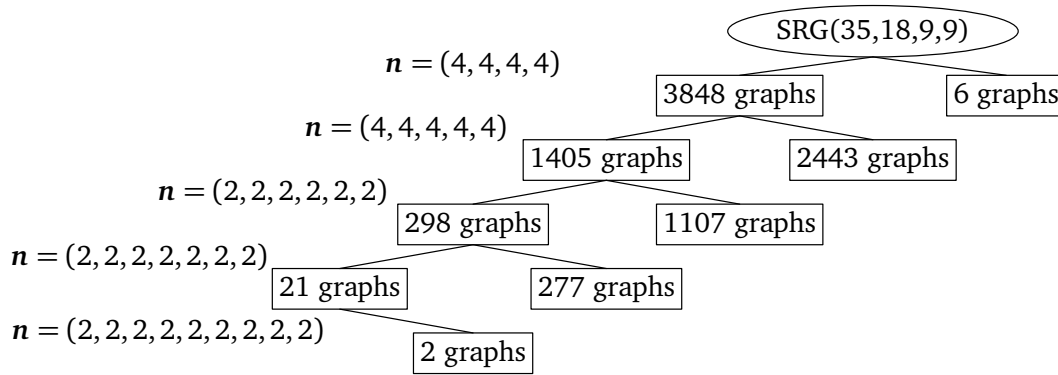 SRG(35,18,9,9)
n = (4, 4, 4, 4)
3848 graphs 6 graphs
n = (4, 4, 4, 4, 4)
1405 graphs 2443 graphs
n = (2, 2, 2, 2, 2, 2)
298 graphs 1107 graphs
n = (2, 2, 2, 2, 2, 2, 2)
21 graphs 277 graphs
n = (2, 2, 2, 2, 2, 2, 2, 2, 2)
2 graphs